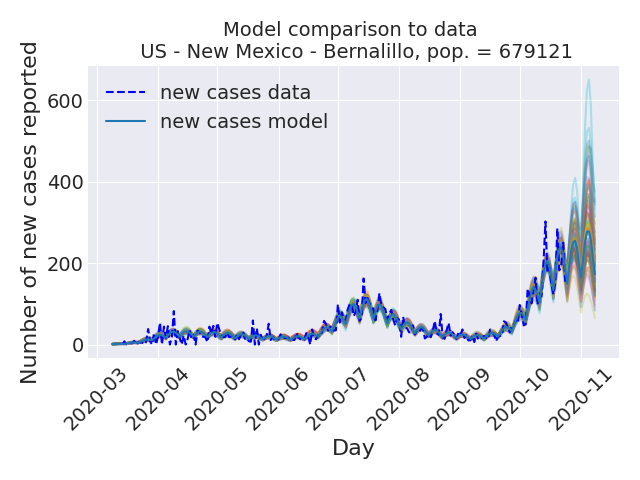 Model comparison to data
US - New Mexico - Bernalillo, pop. = 679121
new cases data
new cases model
Number of new cases reported
600
400
200
0
2020-03
2020-04
2020-05
2020-06
2020-07
2020-08
2020-09
2020-10
2020-11
Day